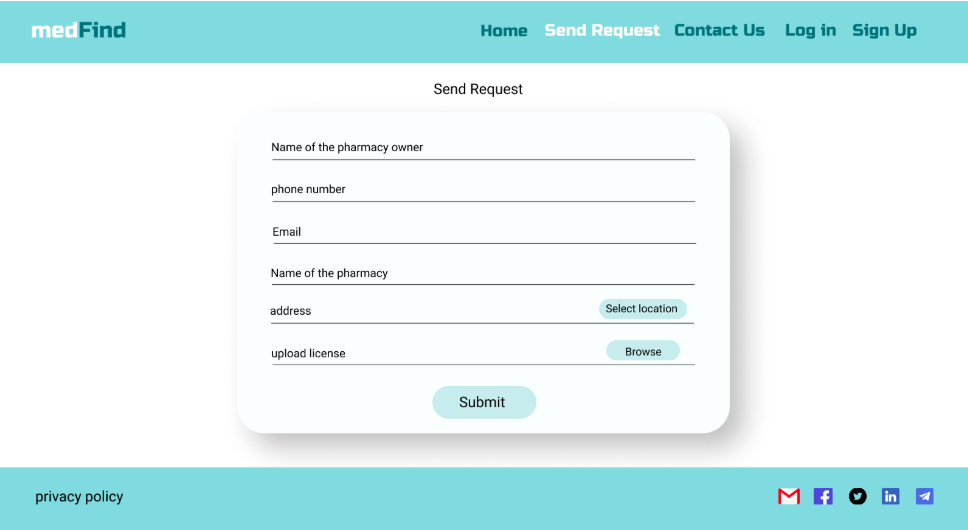 medFind
Home Send Request Contact Us Log in Sign Up
Send Request
Name of the pharmacy owner
phone number
Email
Name of the pharmacy
address Select location
upload license Browse
Submit
privacy policy